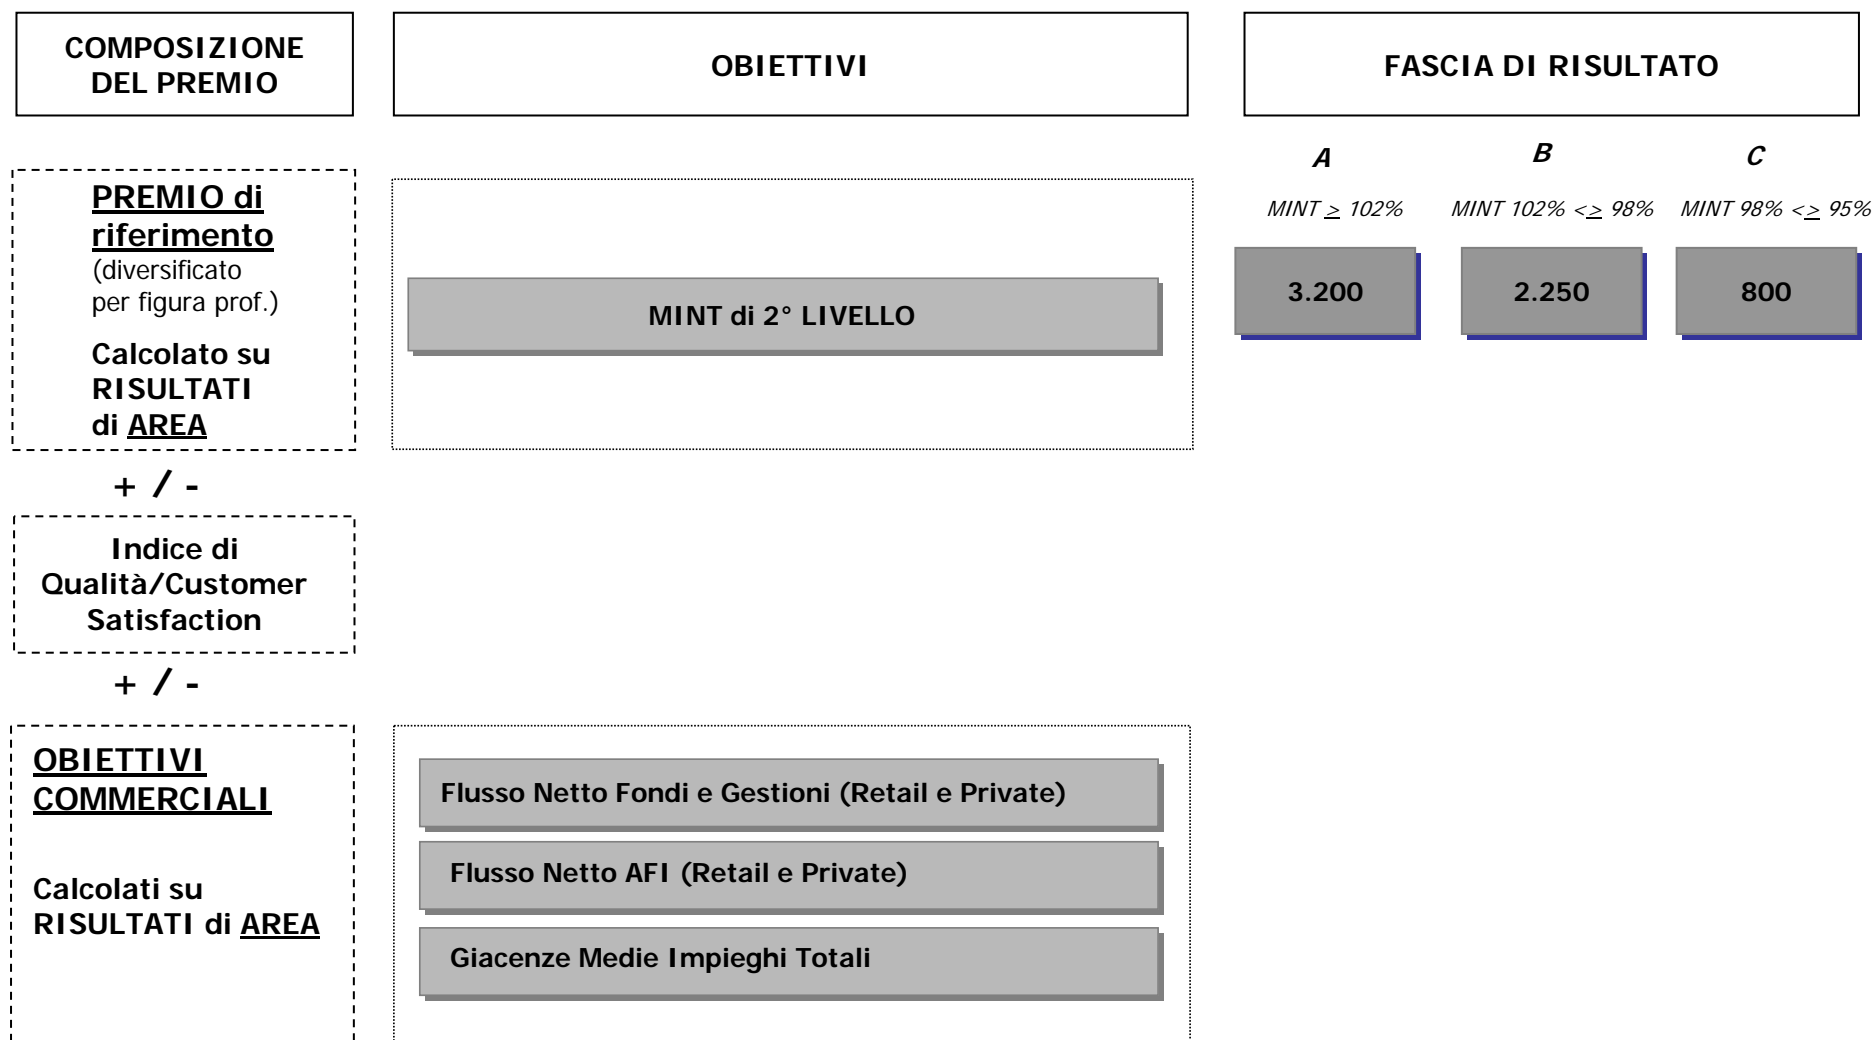 COMPOSIZIONE
DEL PREMIO
OBIETTIVI
FASCIA DI RISULTATO
A
B
C
MINT ≥ 102%
MINT 102% <≥ 98%
MINT 98% <≥ 95%
PREMIO di
riferimento
(diversificato
per figura prof.)
Calcolato su
RISULTATI
di AREA
MINT di 2° LIVELLO
3.200
2.250
800
+ / -
Indice di
Qualità/Customer
Satisfaction
+ / -
OBIETTIVI
COMMERCIALI
Calcolati su
RISULTATI di AREA
Flusso Netto Fondi e Gestioni (Retail e Private)
Flusso Netto AFI (Retail e Private)
Giacenze Medie Impieghi Totali